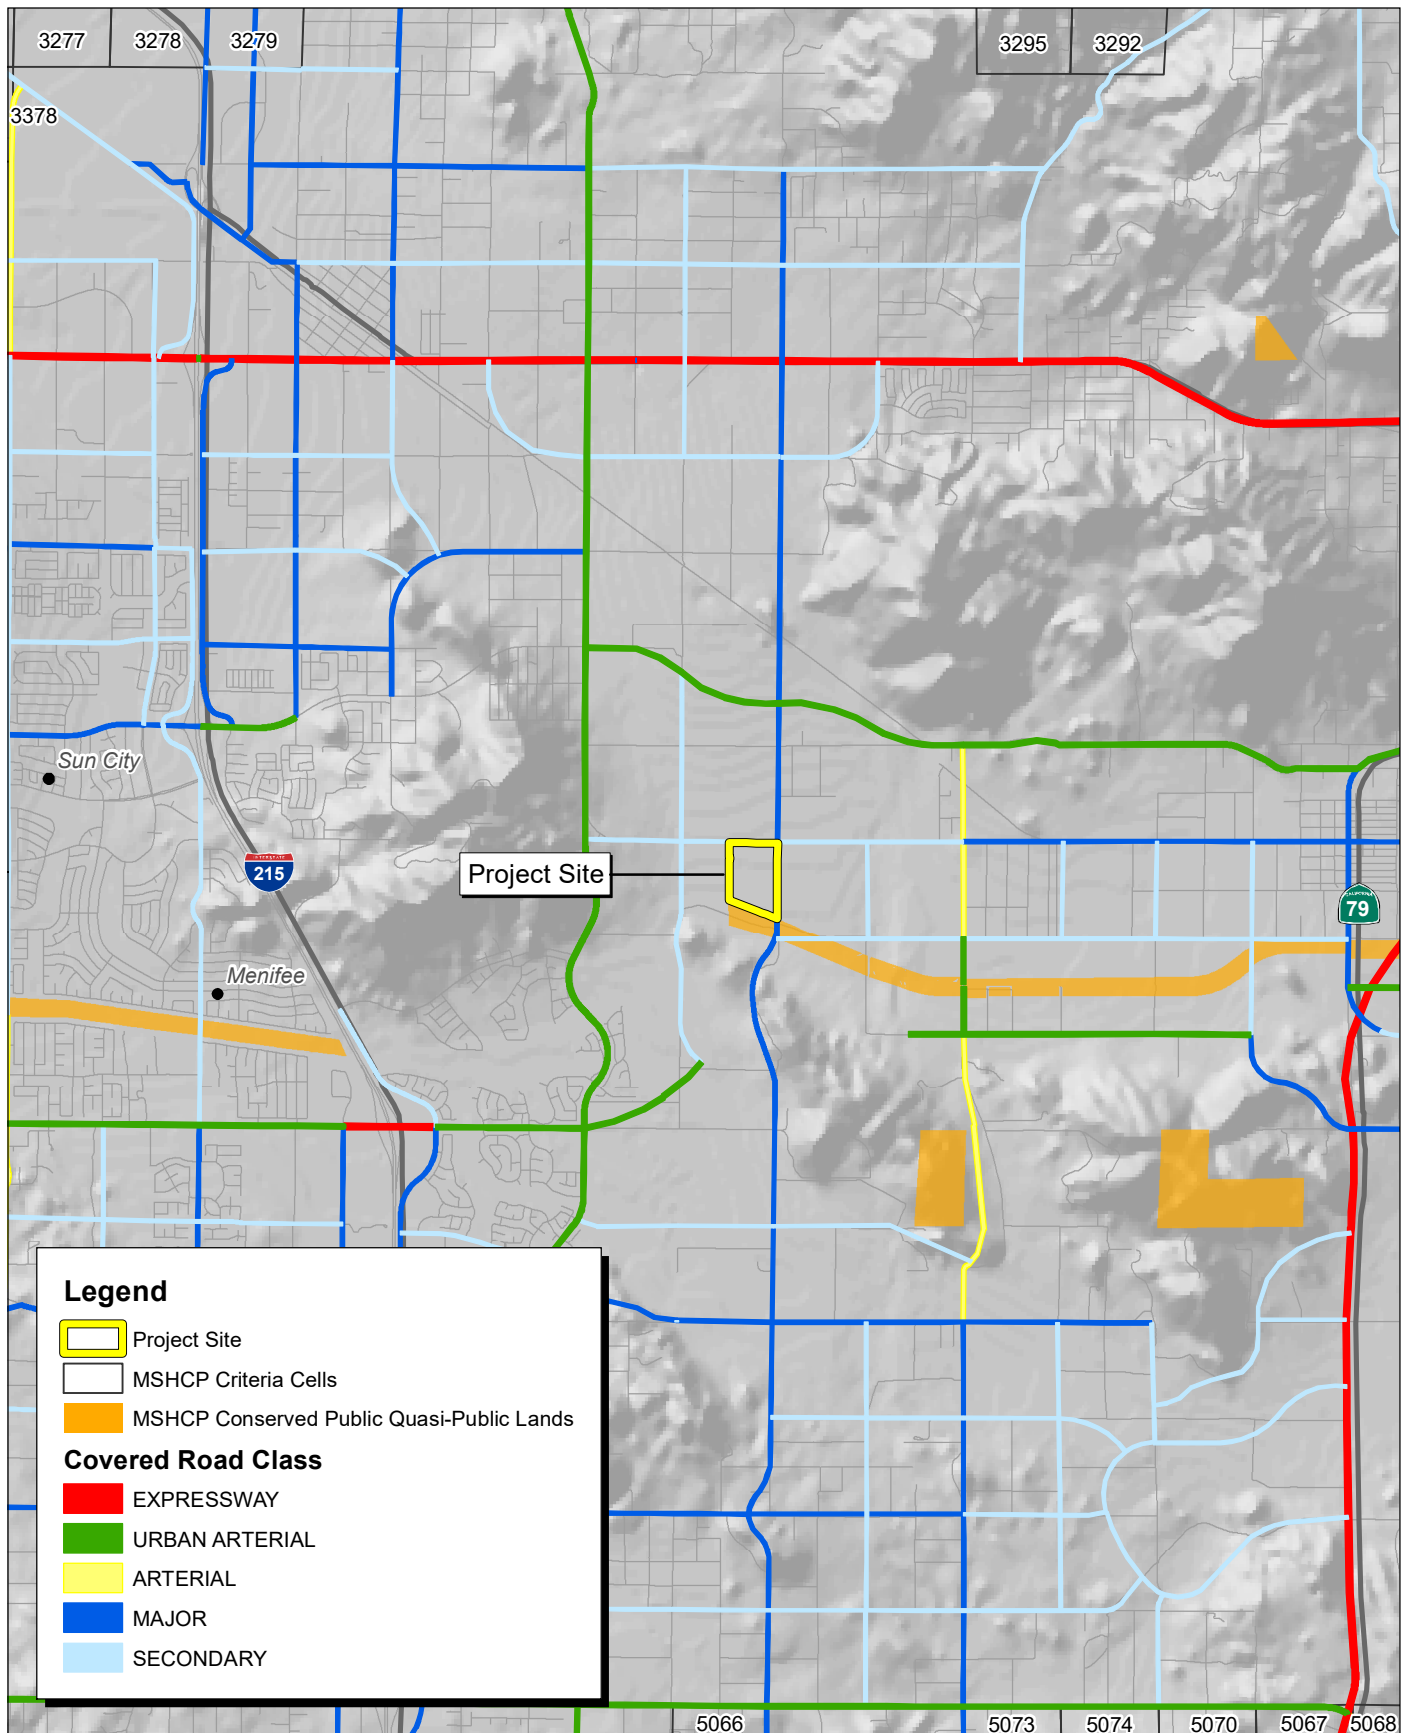 3277 3278 3279 3295 3292
3378
Sun City
INTERSTATE
215
Project Site
CALIFORNIA
79
Menifee
Legend
Project Site
MSHCP Criteria Cells
MSHCP Conserved Public Quasi-Public Lands
Covered Road Class
EXPRESSWAY
URBAN ARTERIAL
ARTERIAL
MAJOR
SECONDARY
5066 5073 5074 5070 5067 5068